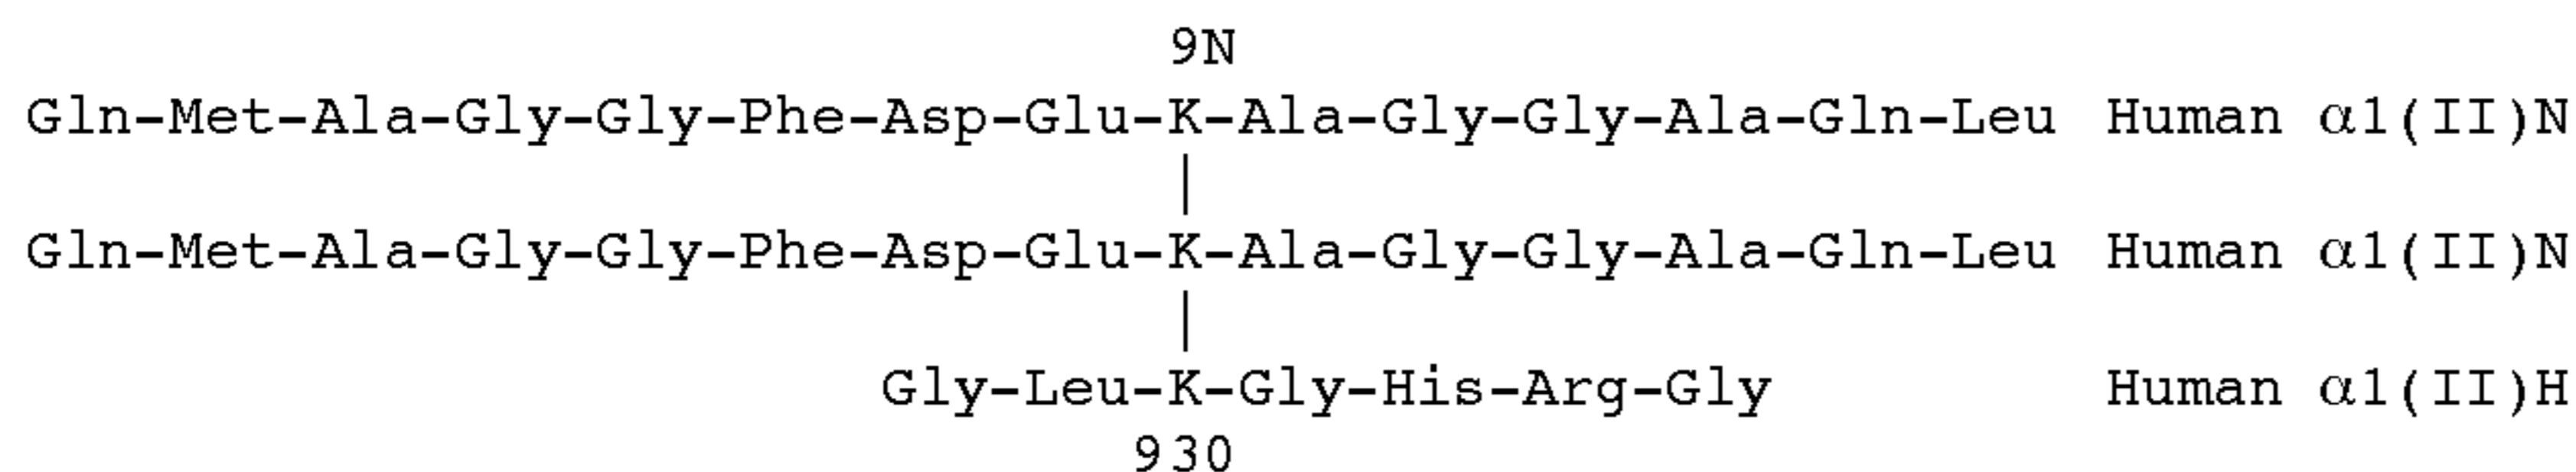 9N
Gln-Met-Ala-Gly-Gly-Phe-Asp-Glu-K-Ala-Gly-Gly-Ala-Gln-Leu Human α1(II)N
|
Gln-Met-Ala-Gly-Gly-Phe-Asp-Glu-K-Ala-Gly-Gly-Ala-Gln-Leu Human α1(II)N
|
Gly-Leu-K-Gly-His-Arg-Gly Human α1(II)H
930